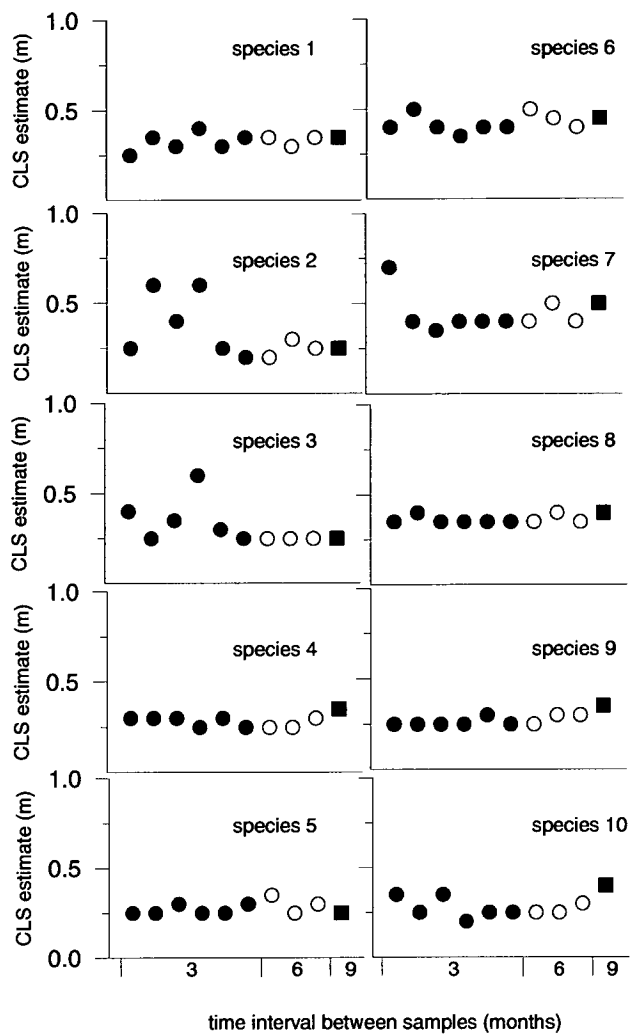 1.0
0.5
CLS estimate (m)
species 1
species 6
1.0
0.5
CLS estimate (m)
species 2
species 7
1.0
0.5
CLS estimate (m)
species 3
species 8
1.0
0.5
CLS estimate (m)
species 4
species 9
1.0
0.5
0.0
CLS estimate (m)
species 5
species 10
3 6 9 3 6 9
time interval between samples (months)